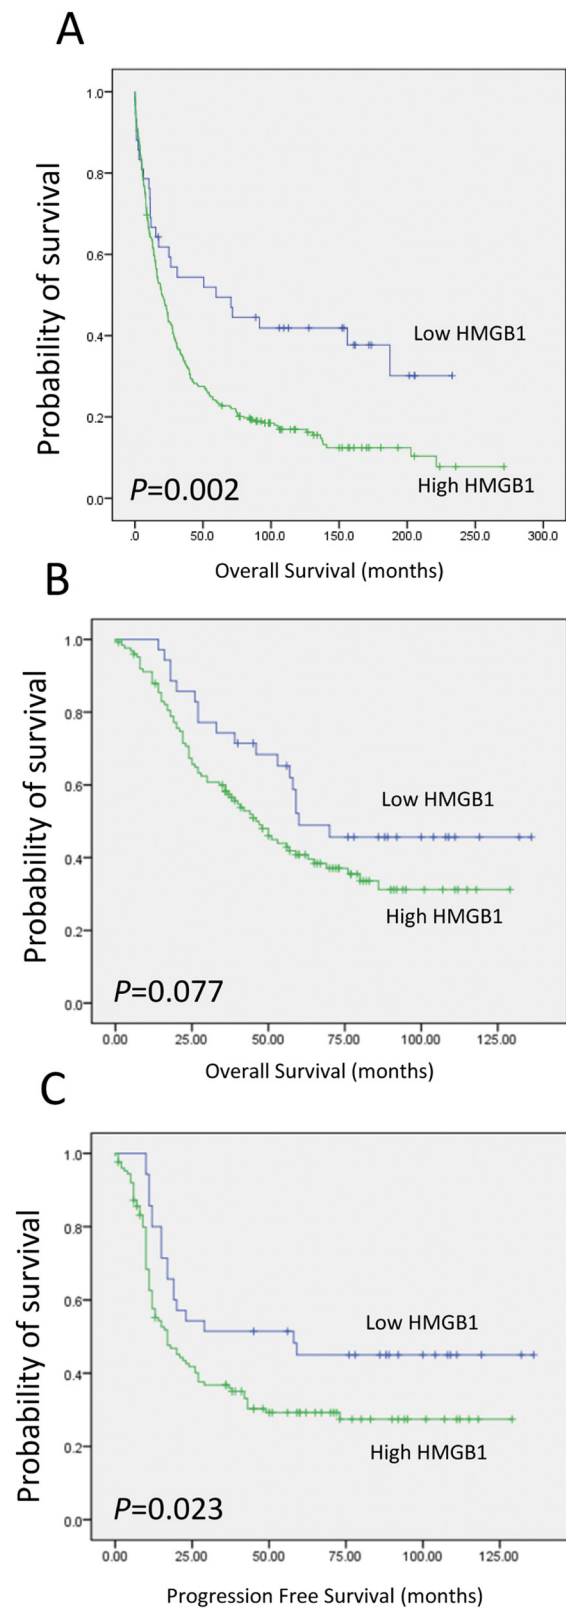 A
Probability of survival
1.0
0.8
0.6
0.4
0.2
0.0
Low HMGB1
High HMGB1
P=0.002
.0 50.0 100.0 150.0 200.0 250.0 300.0
Overall Survival (months)
B
Probability of survival
1.0
0.8
0.6
0.4
0.2
0.0
Low HMGB1
High HMGB1
P=0.077
0.00 25.00 50.00 75.00 100.00 125.00
Overall Survival (months)
C
Probability of survival
1.0
0.8
0.6
0.4
0.2
0.0
Low HMGB1
High HMGB1
P=0.023
0.00 25.00 50.00 75.00 100.00 125.00
Progression Free Survival (months)